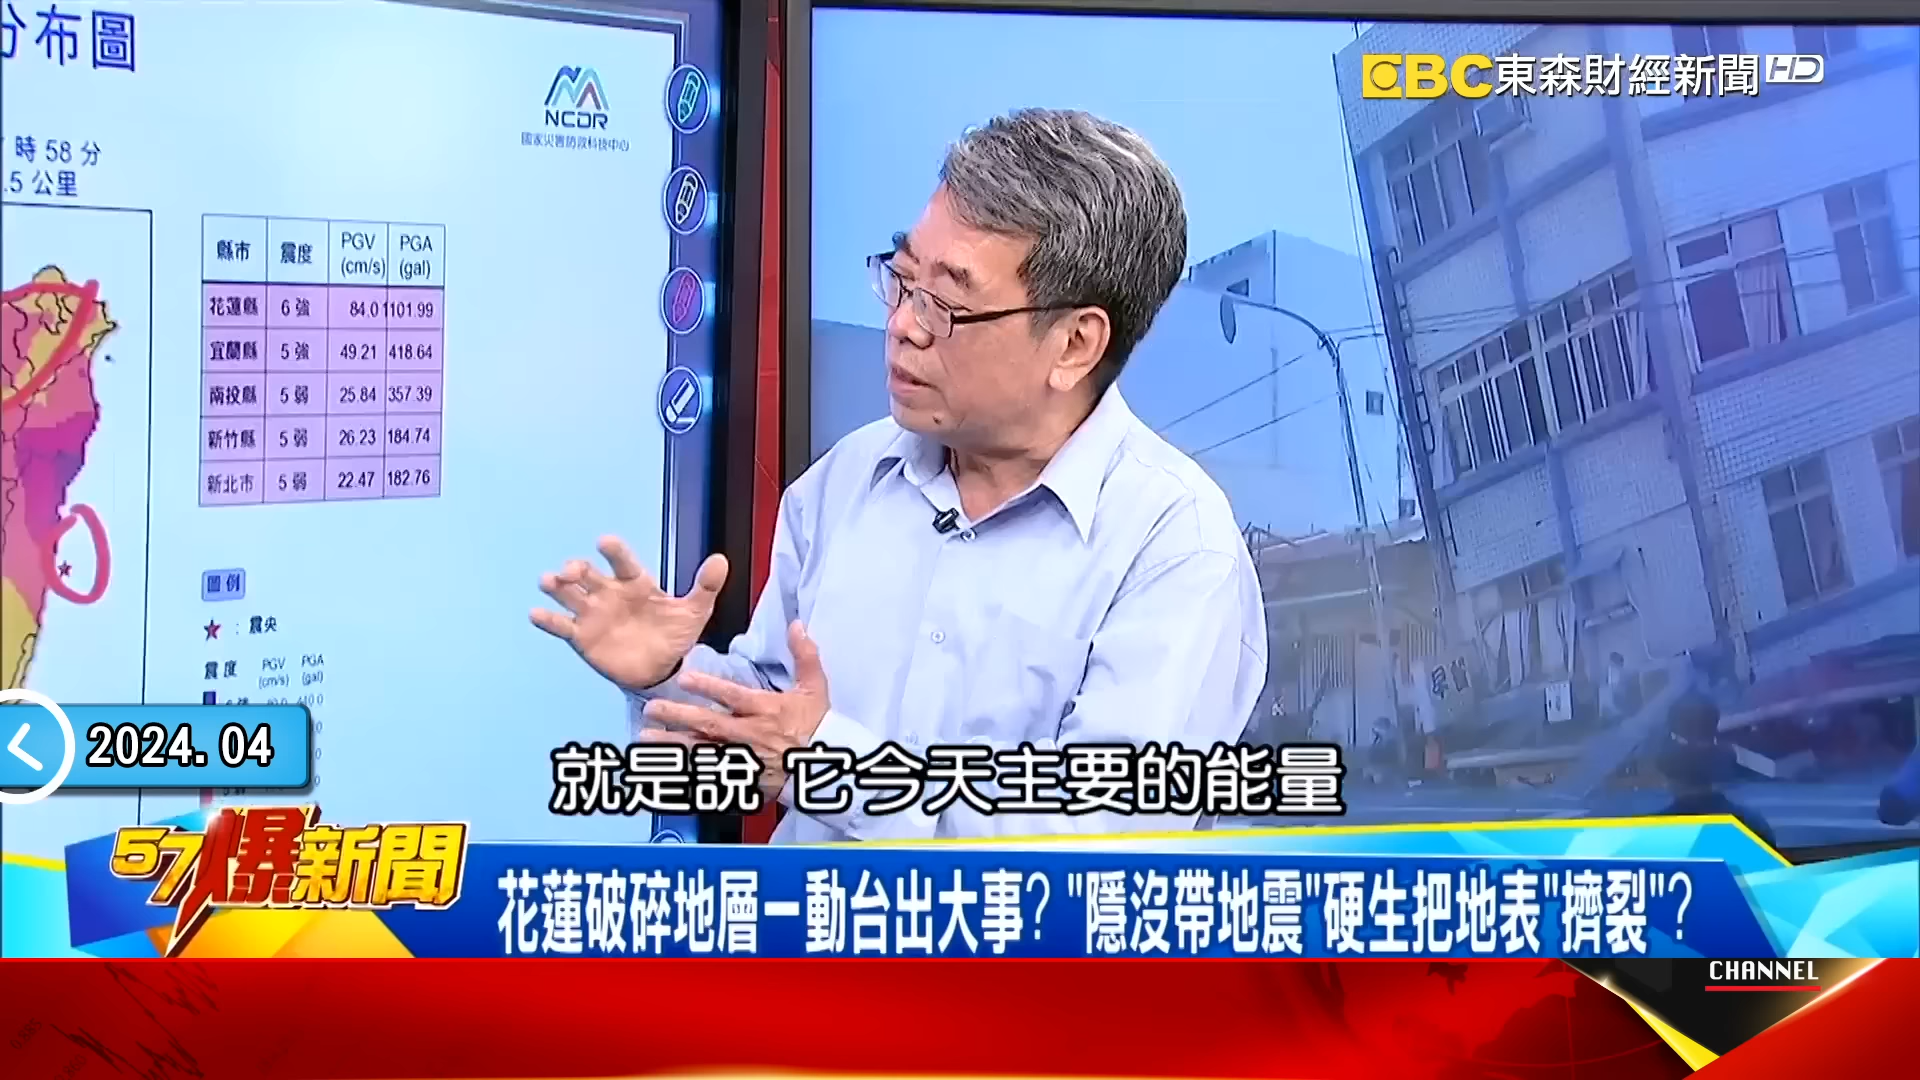 分布圖
NCDR
國家災害防救科技中心
時 58 分
.5 公里
縣市 震度 PGV (cm/s) PGA (gal)
花蓮縣 6 強 84.0 1101.99
宜蘭縣 5 強 49.21 418.64
南投縣 5 弱 25.84 357.39
新竹縣 5 弱 26.23 184.74
新北市 5 弱 22.47 182.76
圖例
★ : 震央
震度 PGV (cm/s) PGA (gal)
EBC 東森財經新聞 HD
2024.04
就是說 它今天主要的能量
57爆新聞
花蓮破碎地層一動台出大事?"隱沒帶地震"硬生把地表"擠裂"?
CHANNEL